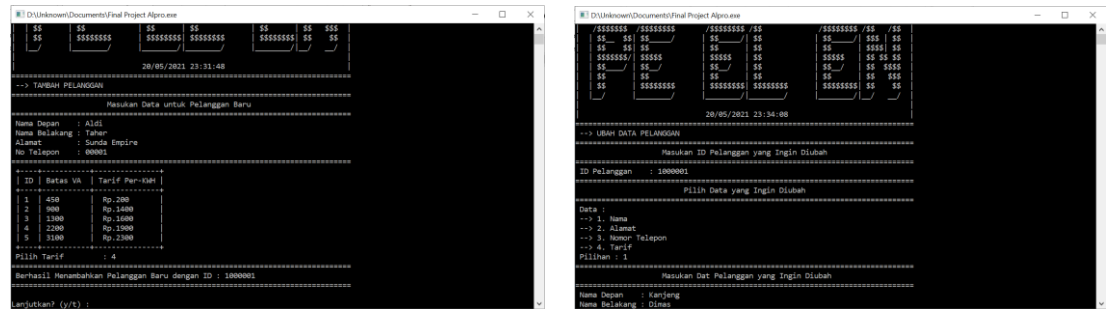 D:\Unknown\Documents\Final Project Alpro.exe
20/05/2021 23:31:48
--> TAMBAH PELANGGAN
Masukan Data untuk Pelanggan Baru
Nama Depan : Aldi
Nama Belakang : Taher
Alamat : Sunda Empire
No Telepon : 00001
| ID | Batas VA | Tarif Per-KWH |
| 1 | 450 | Rp.200 |
| 2 | 900 | Rp.1400 |
| 3 | 1300 | Rp.1600 |
| 4 | 2200 | Rp.1900 |
| 5 | 3100 | Rp.2300 |
Pilih Tarif : 4
Berhasil Menambahkan Pelanggan Baru dengan ID : 1000001
Lanjutkan? (y/t) :
D:\Unknown\Documents\Final Project Alpro.exe
PE EL EN
20/05/2021 23:34:08
--> UBAH DATA PELANGGAN
Masukan ID Pelanggan yang Ingin Diubah
ID Pelanggan : 1000001
Pilih Data yang Ingin Diubah
Data :
--> 1. Nama
--> 2. Alamat
--> 3. Nomor Telepon
--> 4. Tarif
Pilihan : 1
Masukan Dat Pelanggan yang Ingin Diubah
Nama Depan : Kanjeng
Nama Belakang : Dimas